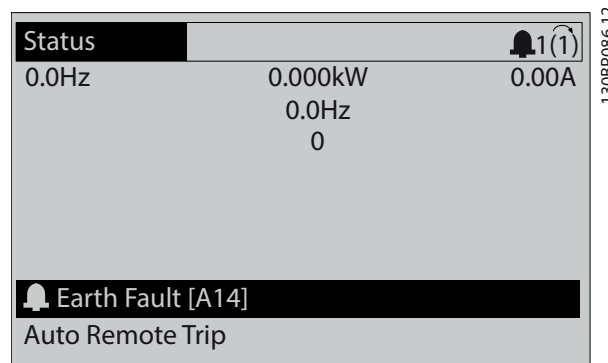 Status
1(1)
0.0Hz 0.000kW 0.00A
0.0Hz
0
Earth Fault [A14]
Auto Remote Trip
130BP086.12